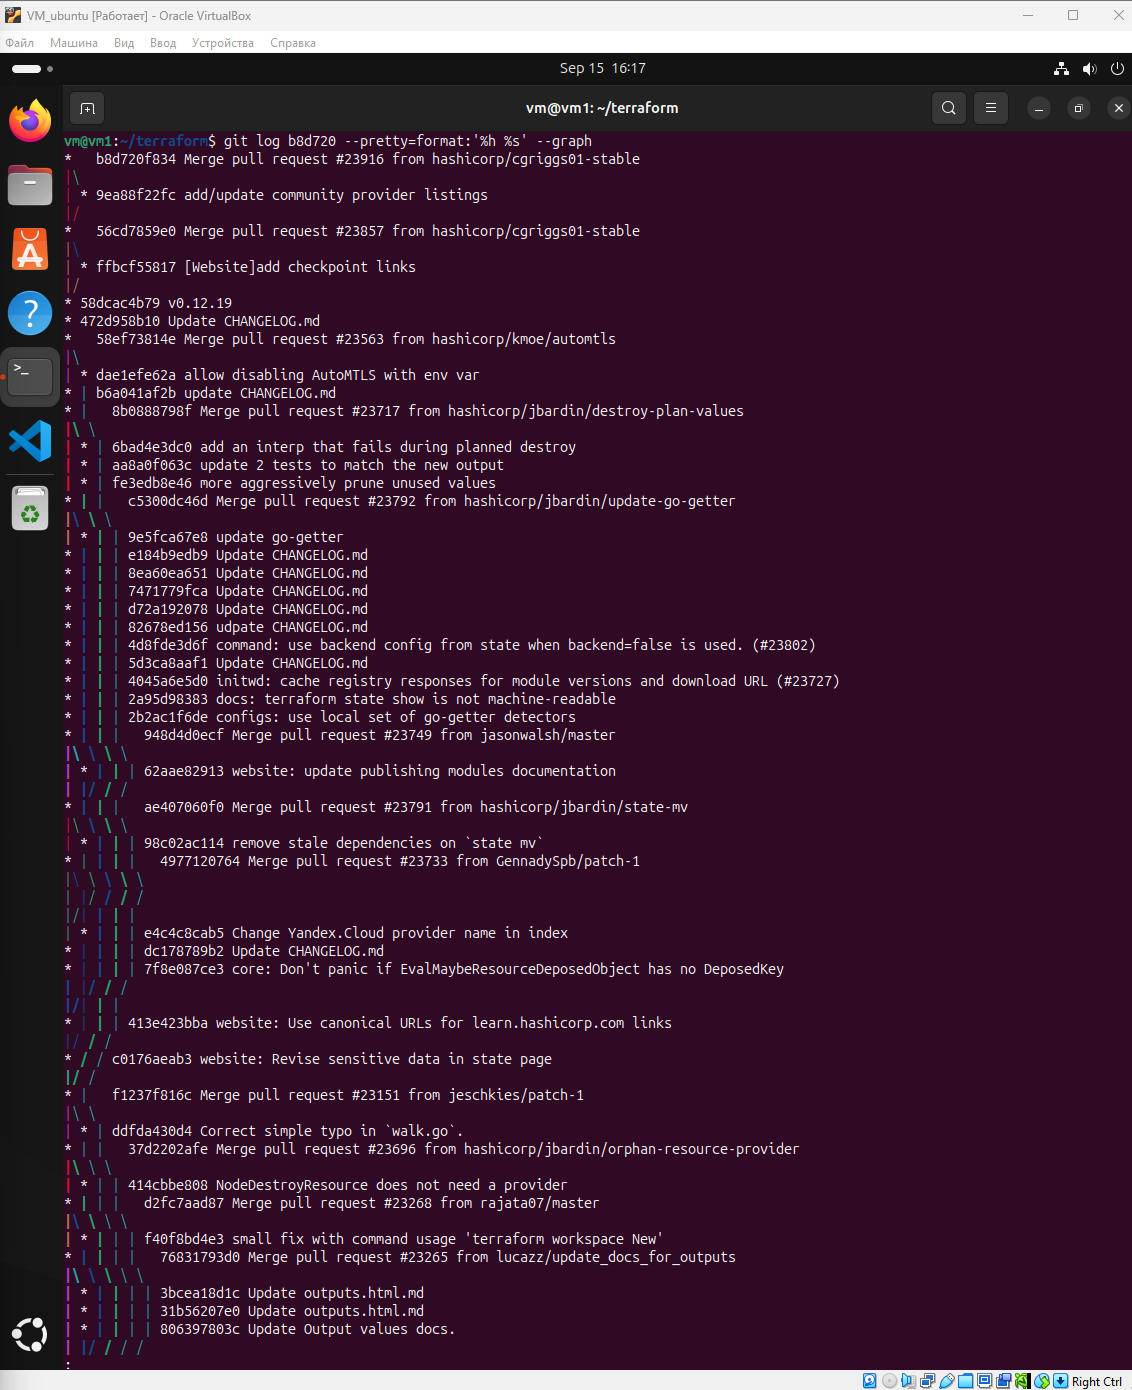 VM_ubuntu [Работает] - Oracle VirtualBox
Файл Машина Вид Ввод Устройства Справка
Sep 15 16:17
vm@vm1: ~/terraform
vm@vm1:~/terraform$ git log b8d720 --pretty=format:'%h %s' --graph
*   b8d720f834 Merge pull request #23916 from hashicorp/cgriggs01-stable
|\
| * 9ea88f22fc add/update community provider listings
|/
*   56cd7859e0 Merge pull request #23857 from hashicorp/cgriggs01-stable
|\
| * ffbcf55817 [Website]add checkpoint links
|/
* 58dcac4b79 v0.12.19
* 472d958b10 Update CHANGELOG.md
*   58ef73814e Merge pull request #23563 from hashicorp/kmoe/automtls
|\
| * dae1efe62a allow disabling AutoMTLS with env var
* | b6a041af2b update CHANGELOG.md
* |   8b0888798f Merge pull request #23717 from hashicorp/jbardin/destroy-plan-values
|\ \
| * | 6bad4e3dc0 add an interp that fails during planned destroy
| * | aa8a0f063c update 2 tests to match the new output
| * | fe3edb8e46 more aggressively prune unused values
* | |   c5300dc46d Merge pull request #23792 from hashicorp/jbardin/update-go-getter
|\ \ \
| * | | 9e5fca67e8 update go-getter
* | | | e184b9edb9 Update CHANGELOG.md
* | | | 8ea60ea651 Update CHANGELOG.md
* | | | 7471779fca Update CHANGELOG.md
* | | | d72a192078 Update CHANGELOG.md
* | | | 82678ed156 udpate CHANGELOG.md
* | | | 4d8fde3d6f command: use backend config from state when backend=false is used. (#23802)
* | | | 5d3ca8aaf1 Update CHANGELOG.md
* | | | 4045a6e5d0 initwd: cache registry responses for module versions and download URL (#23727)
* | | | 2a95d98383 docs: terraform state show is not machine-readable
* | | | 2b2ac1f6de configs: use local set of go-getter detectors
* | | |   948d4d0ecf Merge pull request #23749 from jasonwalsh/master
|\ \ \ \
| * | | | 62aae82913 website: update publishing modules documentation
| |/ / /
* | | |   ae407060f0 Merge pull request #23791 from hashicorp/jbardin/state-mv
|\ \ \ \
| * | | | 98c02ac114 remove stale dependencies on `state mv`
* | | | |   4977120764 Merge pull request #23733 from GennadySpb/patch-1
|\ \ \ \ \
| |/ / / /
|/| | | |
| * | | | e4c4c8cab5 Change Yandex.Cloud provider name in index
* | | | | dc178789b2 Update CHANGELOG.md
* | | | | 7f8e087ce3 core: Don't panic if EvalMaybeResourceDeposedObject has no DeposedKey
| |/ / /
|/| | |
* | | | 413e423bba website: Use canonical URLs for learn.hashicorp.com links
|/ / /
* / / c0176aeab3 website: Revise sensitive data in state page
|/ /
* |   f1237f816c Merge pull request #23151 from jeschkies/patch-1
|\ \
| * | ddfda430d4 Correct simple typo in `walk.go`.
* | |   37d2202afe Merge pull request #23696 from hashicorp/jbardin/orphan-resource-provider
|\ \ \
| * | | 414cbbe808 NodeDestroyResource does not need a provider
* | | |   d2fc7aad87 Merge pull request #23268 from rajata07/master
|\ \ \ \
| * | | | f40f8bd4e3 small fix with command usage 'terraform workspace New'
* | | | |   76831793d0 Merge pull request #23265 from lucazz/update_docs_for_outputs
|\ \ \ \ \
| * | | | | 3bcea18d1c Update outputs.html.md
| * | | | | 31b56207e0 Update outputs.html.md
| * | | | | 806397803c Update Output values docs.
| |/ / / /
:
Right Ctrl